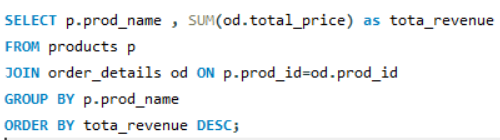 SELECT p.prod_name , SUM(od.total_price) as tota_revenue
FROM products p
JOIN order_details od ON p.prod_id=od.prod_id
GROUP BY p.prod_name
ORDER BY tota_revenue DESC;